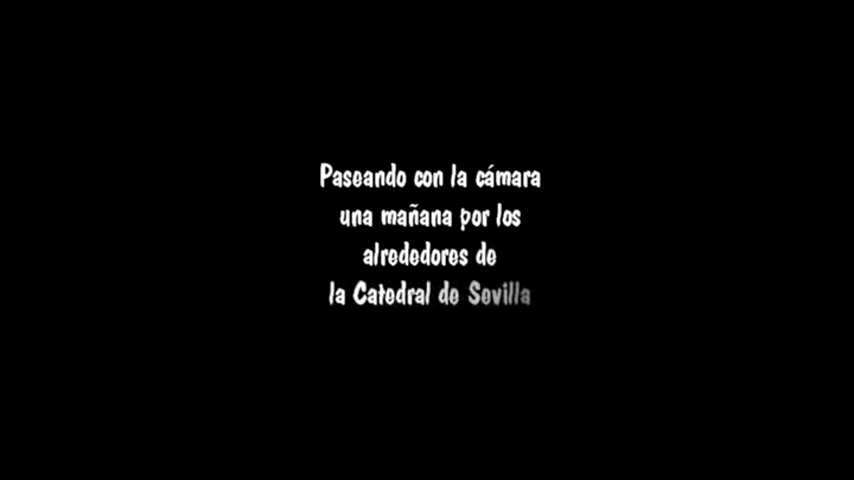 Paseando con la cámara
una mañana por los
alrededores de
la Catedral de Sevilla